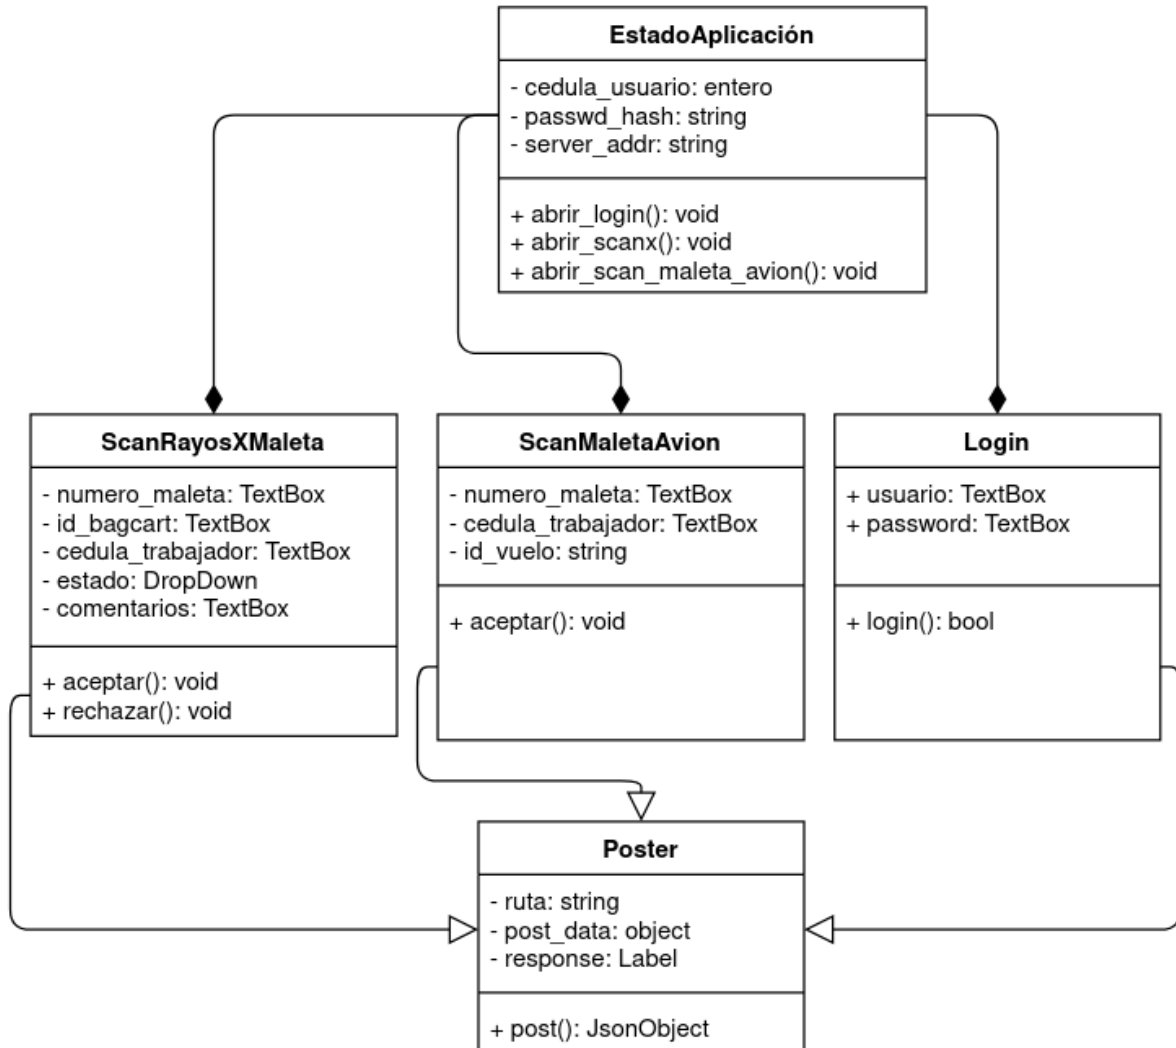 EstadoAplicación
- cedula_usuario: entero
- passwd_hash: string
- server_addr: string
+ abrir_login(): void
+ abrir_scanx(): void
+ abrir_scan_maleta_avion(): void
ScanRayosXMaleta
- numero_maleta: TextBox
- id_bagcart: TextBox
- cedula_trabajador: TextBox
- estado: DropDown
- comentarios: TextBox
+ aceptar(): void
+ rechazar(): void
ScanMaletaAvion
- numero_maleta: TextBox
- cedula_trabajador: TextBox
- id_vuelo: string
+ aceptar(): void
Login
+ usuario: TextBox
+ password: TextBox
+ login(): bool
Poster
- ruta: string
- post_data: object
- response: Label
+ post(): JsonObject